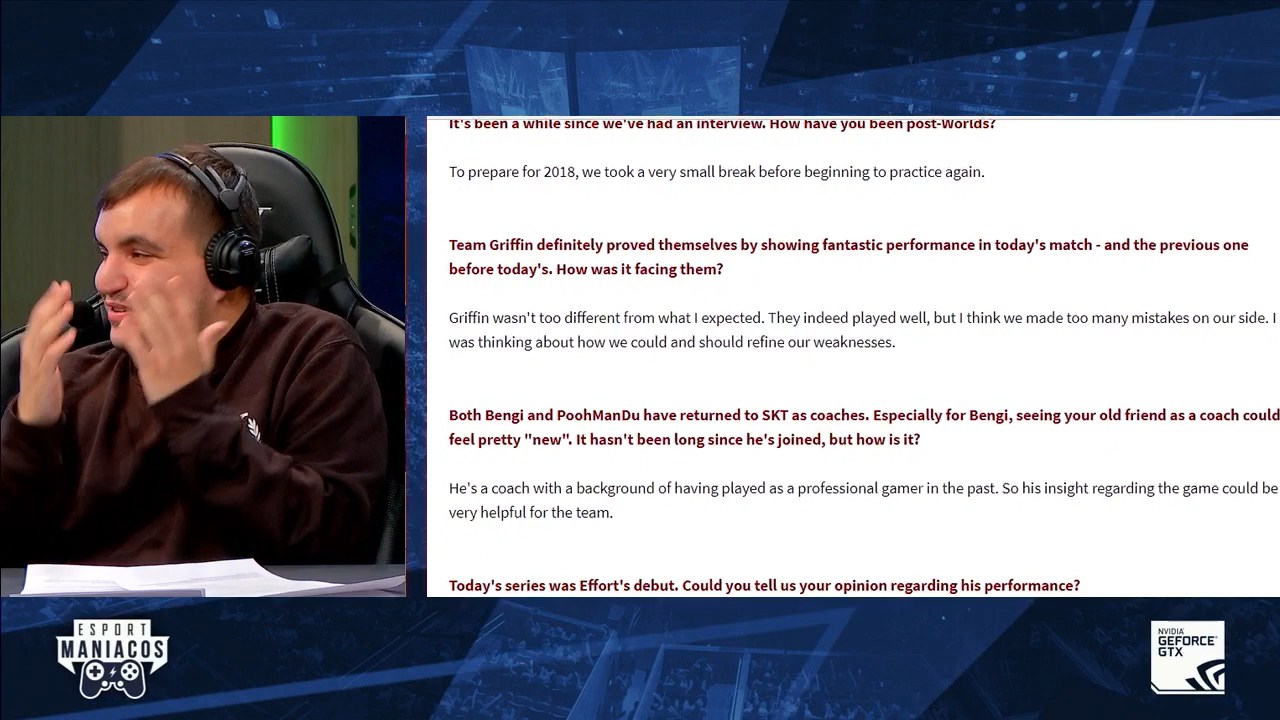 It's been a while since we've had an interview. How have you been post-Worlds?
To prepare for 2018, we took a very small break before beginning to practice again.
Team Griffin definitely proved themselves by showing fantastic performance in today's match - and the previous one
before today's. How was it facing them?
Griffin wasn't too different from what I expected. They indeed played well, but I think we made too many mistakes on our side. I
was thinking about how we could and should refine our weaknesses.
Both Bengi and PoohManDu have returned to SKT as coaches. Especially for Bengi, seeing your old friend as a coach could
feel pretty "new". It hasn't been long since he's joined, but how is it?
He's a coach with a background of having played as a professional gamer in the past. So his insight regarding the game could be
very helpful for the team.
Today's series was Effort's debut. Could you tell us your opinion regarding his performance?
ESPORT
MANIACOS
NVIDIA
GEFORCE
GTX